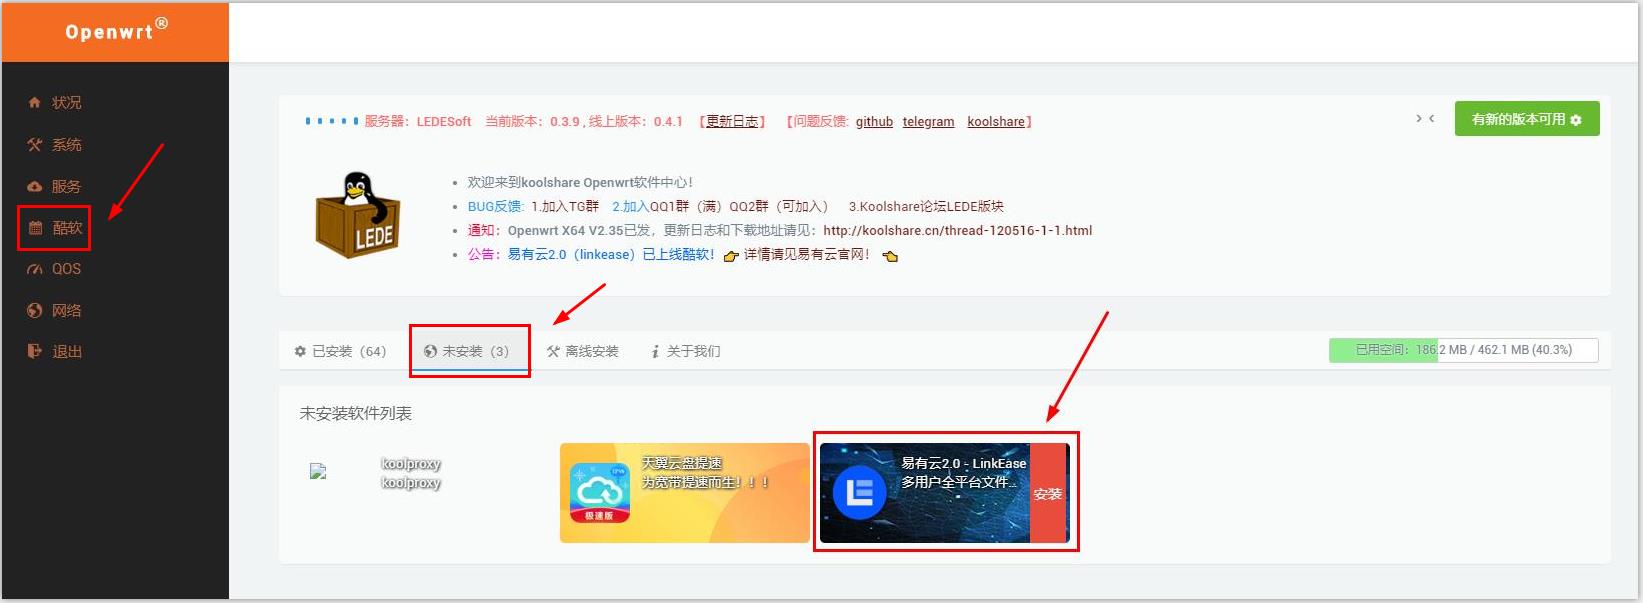 Openwrt®
状况
系统
服务
酷软
QOS
网络
退出
服务器：LEDESoft 当前版本：0.3.9 , 线上版本：0.4.1 【更新日志】 【问题反馈: github telegram koolshare】
有新的版本可用
LEDE
欢迎来到koolshare Openwrt软件中心！
BUG反馈: 1.加入TG群 2.加入QQ1群（满）QQ2群（可加入） 3.Koolshare论坛LEDE版块
通知：Openwrt X64 V2.35已发，更新日志和下载地址请见：http://koolshare.cn/thread-120516-1-1.html
公告：易有云2.0（linkease）已上线酷软！ 详情请见易有云官网！
已安装（64） 未安装（3） 离线安装 关于我们
已用空间：186.2 MB / 462.1 MB (40.3%)
未安装软件列表
koolproxy
koolproxy
天翼云盘提速
为宽带提速而生！！！
极速版
易有云2.0 - LinkEase
多用户全平台文件...
安装